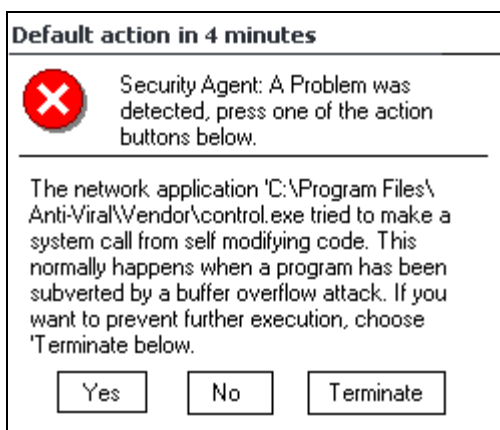 Default action in 4 minutes
Security Agent: A Problem was
detected, press one of the action
buttons below.
The network application 'C:\Program Files\
Anti-Viral\Vendor\control.exe tried to make a
system call from self modifying code. This
normally happens when a program has been
subverted by a buffer overflow attack. If you
want to prevent further execution, choose
'Terminate below.
Yes No Terminate